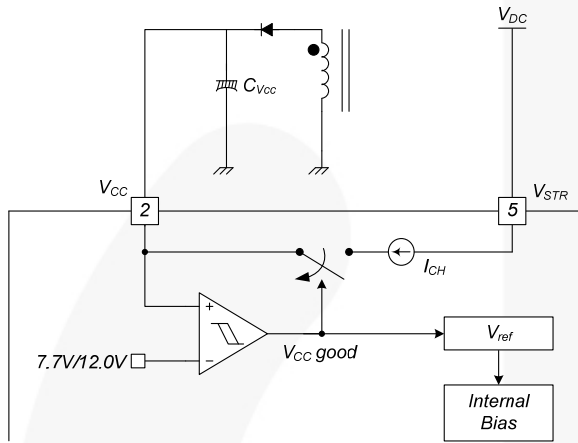 V_DC
C_Vcc
V_CC
2
5
V_STR
I_CH
+
7.7V/12.0V
−
V_CC good
V_ref
Internal
Bias